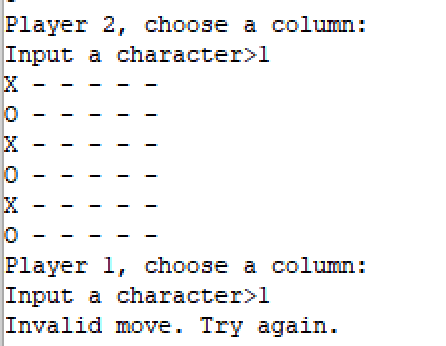 Player 2, choose a column:
Input a character>1
X - - - - -
O - - - - -
X - - - - -
O - - - - -
X - - - - -
O - - - - -
Player 1, choose a column:
Input a character>1
Invalid move. Try again.